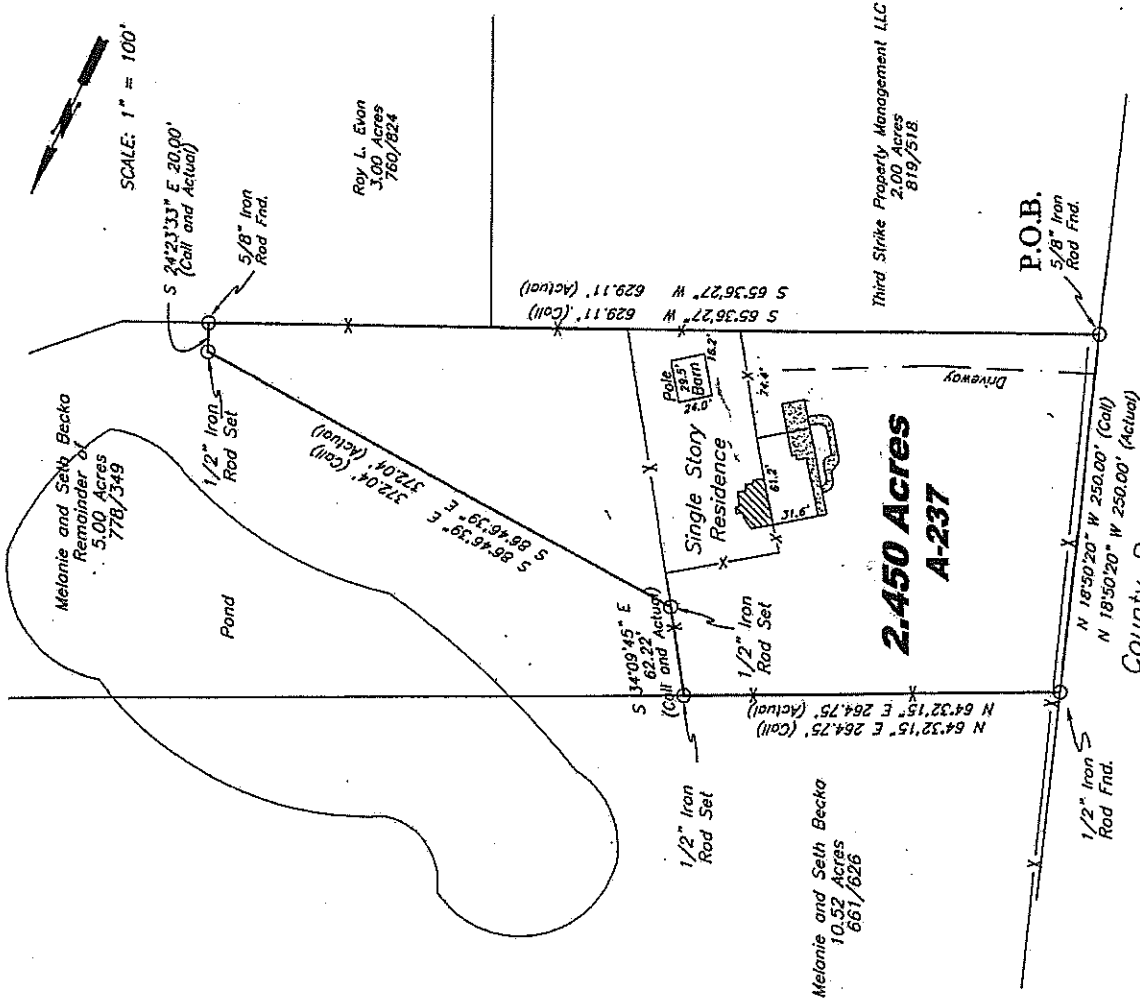 SCALE: 1" = 100'
S 24°23'33" E 20.00'
(Call and Actual)
5/8" Iron
Rod Fnd.
Roy L. Evan
3.00 Acres
760/824
Melanie and Seth Becka
Remainder of
5.00 Acres
778/349
Pond
1/2" Iron
Rod Set
S 86°46'39" E 372.04' (Call)
S 86°46'39" E 372.04' (Actual)
S 65°36'27" W 629.11' (Call)
S 65°36'27" W 629.11' (Actual)
Third Strike Property Management LLC
2.00 Acres
819/518
P.O.B.
5/8" Iron
Rod Fnd.
Pole
Barn
29.5'
24.0'
18.2'
74.4'
Single Story
Residence
61.2'
31.6'
Driveway
2.450 Acres
A-237
S 34°09'45" E
62.22'
(Call and Actual)
1/2" Iron
Rod Set
1/2" Iron
Rod Set
N 64°32'15" E 264.75' (Call)
N 64°32'15" E 264.75' (Actual)
Melanie and Seth Becka
10.52 Acres
661/626
1/2" Iron
Rod Fnd.
N 18°50'20" W 250.00' (Call)
N 18°50'20" W 250.00' (Actual)
County